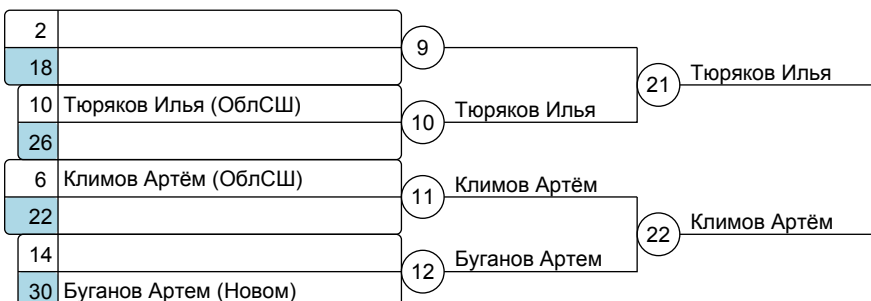 2
9
18
Тюряков Илья
21
10 Тюряков Илья (ОблСШ)
Тюряков Илья
10
26
6 Климов Артём (ОблСШ)
Климов Артём
11
22
Климов Артём
22
14
Буганов Артем
12
30 Буганов Артем (Новом)